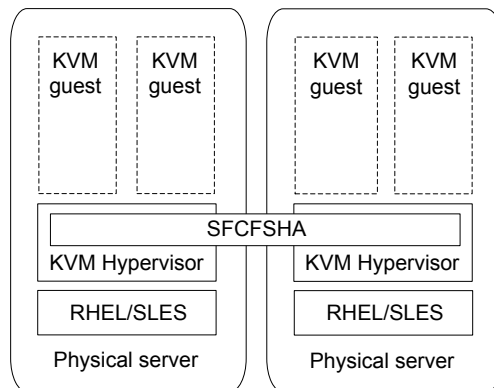 KVM
guest
KVM
guest
KVM
guest
KVM
guest
SFCFSHA
KVM Hypervisor
KVM Hypervisor
RHEL/SLES
RHEL/SLES
Physical server
Physical server